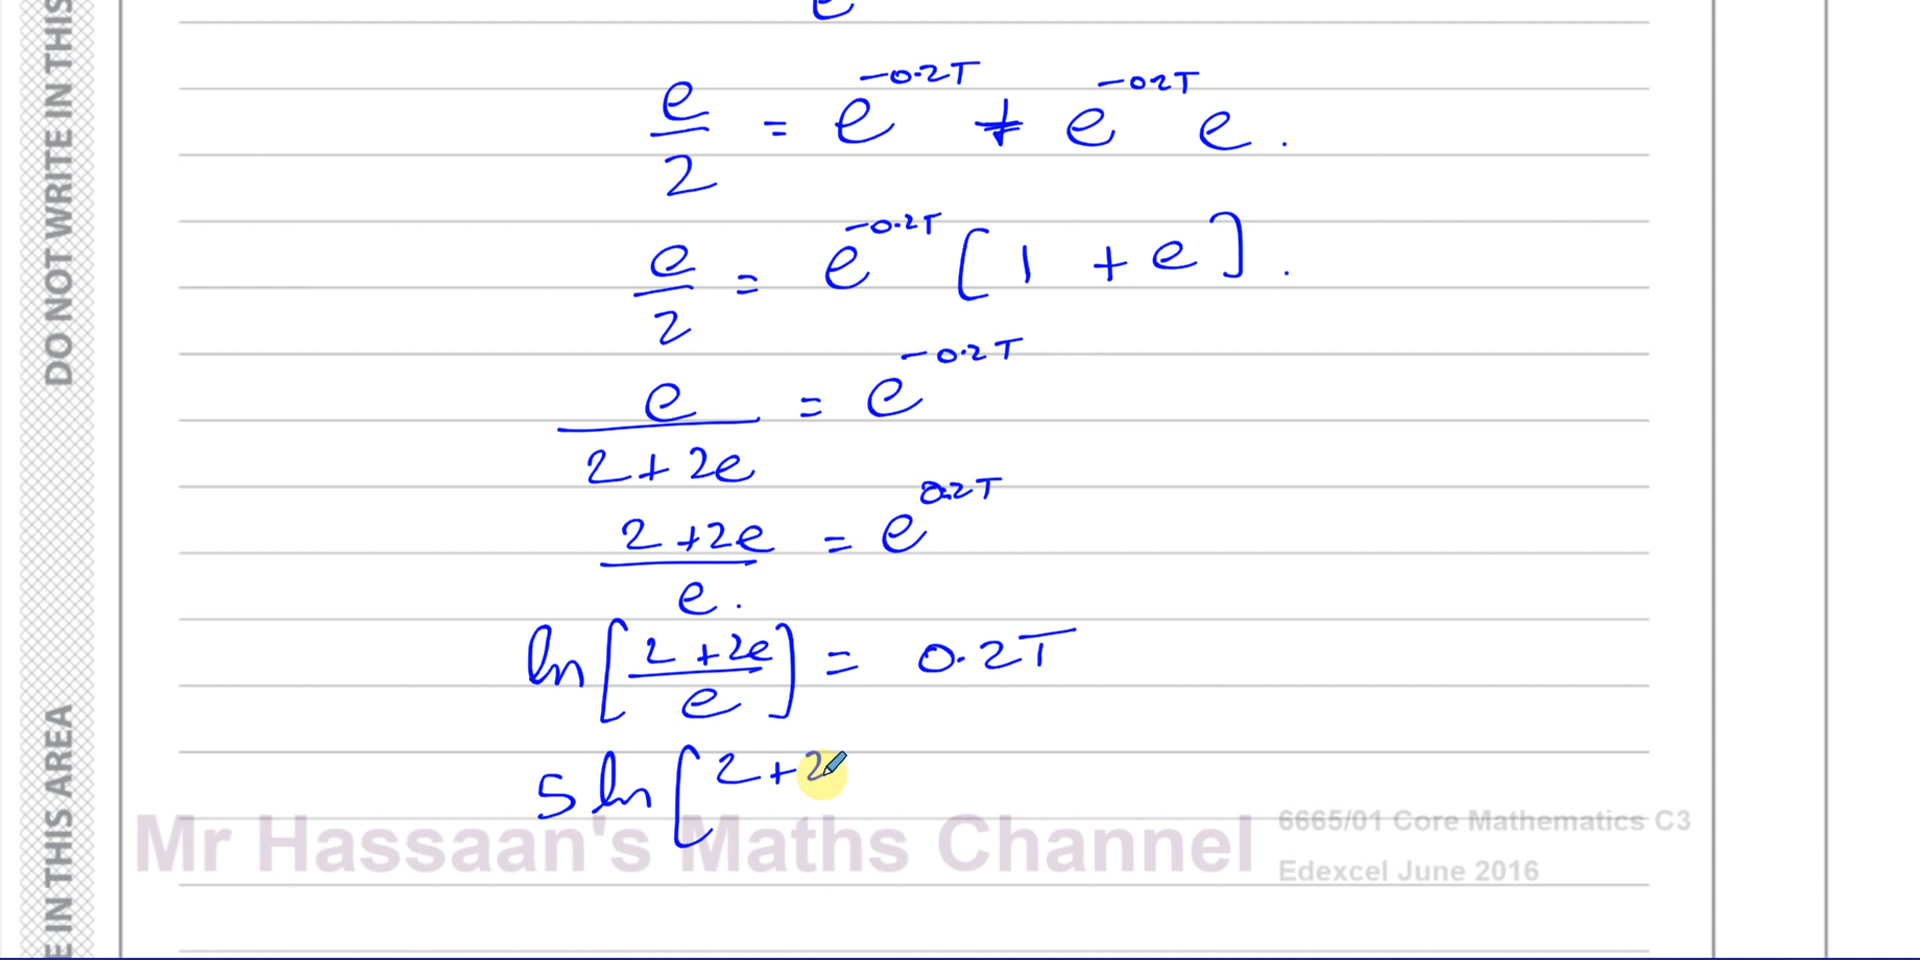 DO NOT WRITE IN THIS
E IN THIS AREA
e
e/2 = e^{-0.2T} + e^{-0.2T} e .
e/2 = e^{-0.2T} [ 1 + e ] .
e/(2+2e) = e^{-0.2T}
(2+2e)/e . = e^{0.2T}
ln [ (2+2e)/e ] = 0.2T
5 ln [ 2+2
Mr Hassaan's Maths Channel
6665/01 Core Mathematics C3
Edexcel June 2016